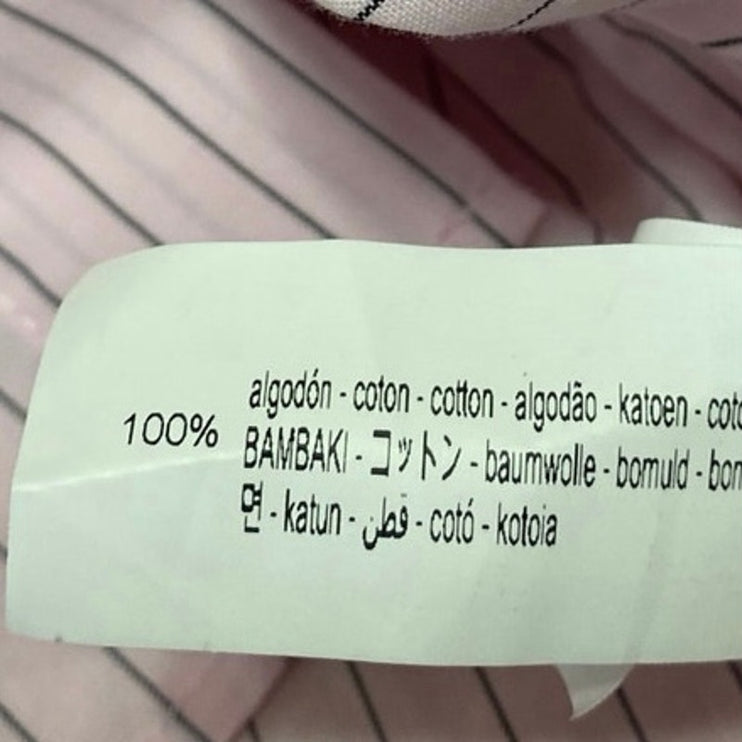 100% algodón - coton - cotton - algodão - katoen -
BAMBAKI - コットン - baumwolle - bomuld -
면 - katun - قطن - cotó - kotoia